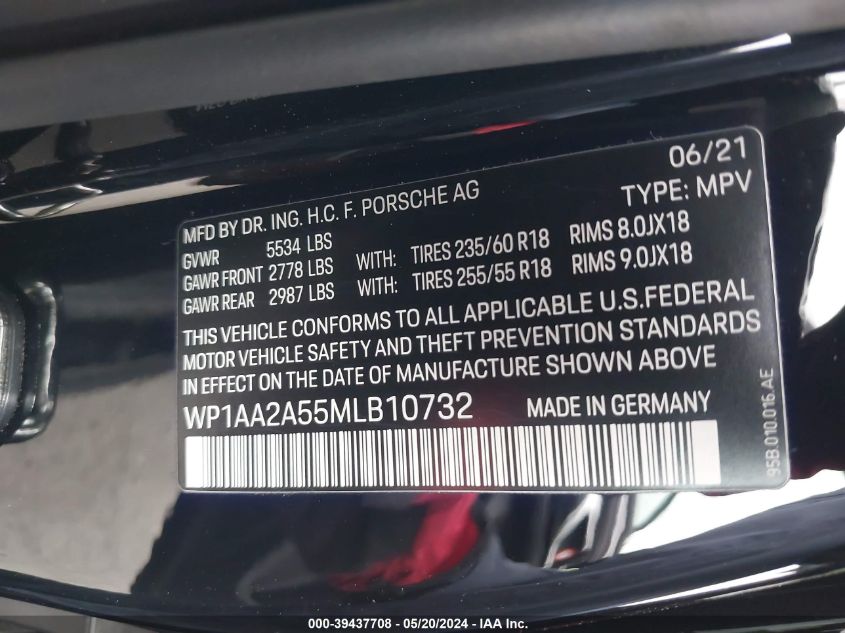 06/21
MFD BY DR. ING. H.C. F. PORSCHE AG TYPE: MPV
GVWR 5534 LBS
GAWR FRONT 2778 LBS WITH: TIRES 235/60 R18 RIMS 8.0JX18
GAWR REAR 2987 LBS WITH: TIRES 255/55 R18 RIMS 9.0JX18
THIS VEHICLE CONFORMS TO ALL APPLICABLE U.S.FEDERAL
MOTOR VEHICLE SAFETY AND THEFT PREVENTION STANDARDS
IN EFFECT ON THE DATE OF MANUFACTURE SHOWN ABOVE
WP1AA2A55MLB10732 MADE IN GERMANY
95B.010.016.AE
000-39437708 - 05/20/2024 - IAA Inc.